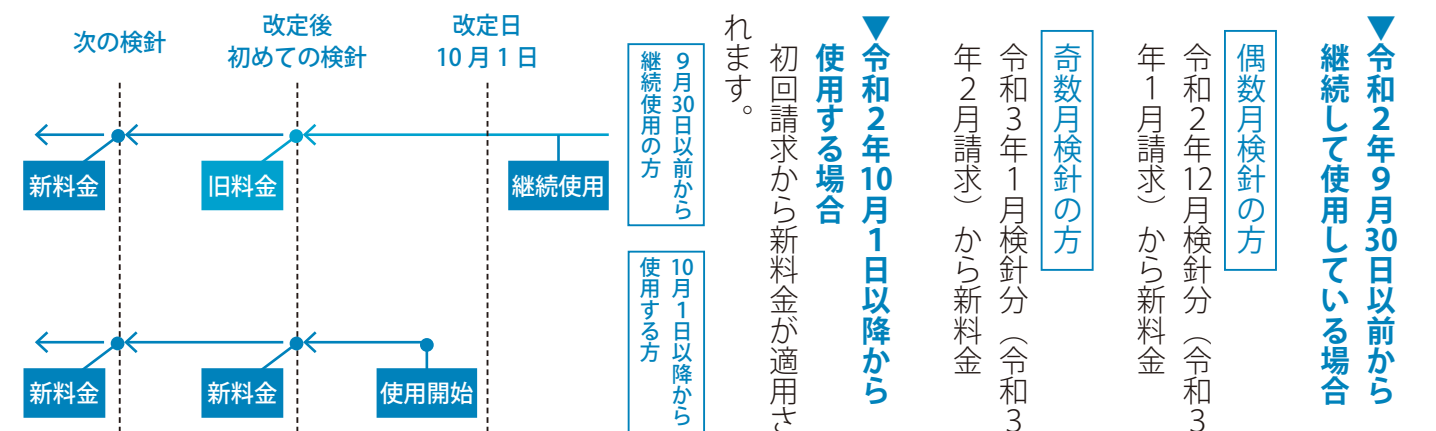 ▼令和2年9月30日以前から
継続して使用している場合
偶数月検針の方
令和2年12月検針分（令和3
年1月請求）から新料金
奇数月検針の方
令和3年1月検針分（令和3
年2月請求）から新料金
▼令和2年10月1日以降から
使用する場合
初回請求から新料金が適用さ
れます。
9月30日以前から
継続使用の方
改定日
10月1日
改定後
初めての検針
次の検針
継続使用
旧料金
新料金
10月1日以降から
使用する方
使用開始
新料金
新料金